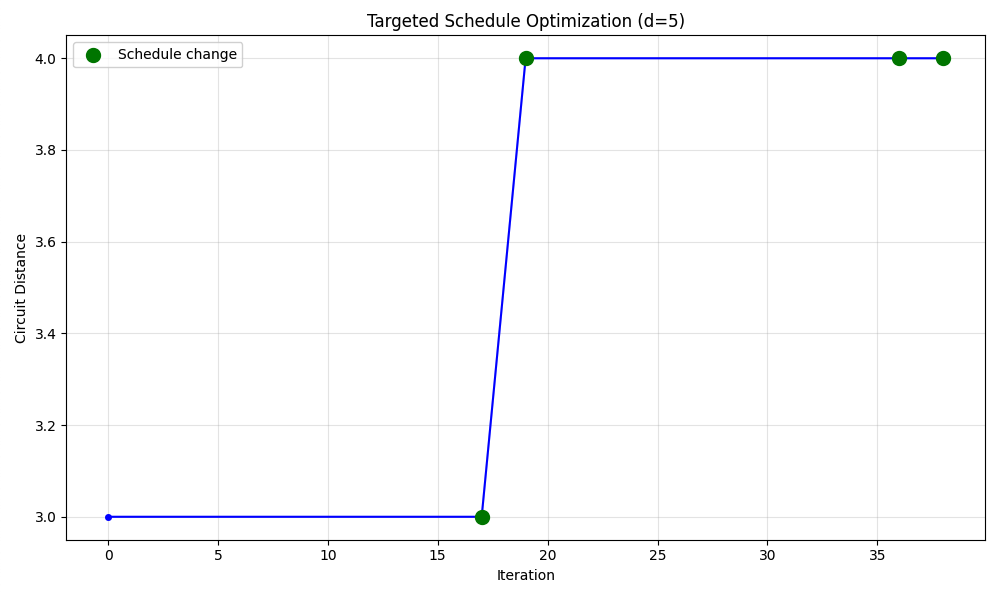 Targeted Schedule Optimization (d=5)
Schedule change
Circuit Distance
4.0
3.8
3.6
3.4
3.2
3.0
0 5 10 15 20 25 30 35
Iteration